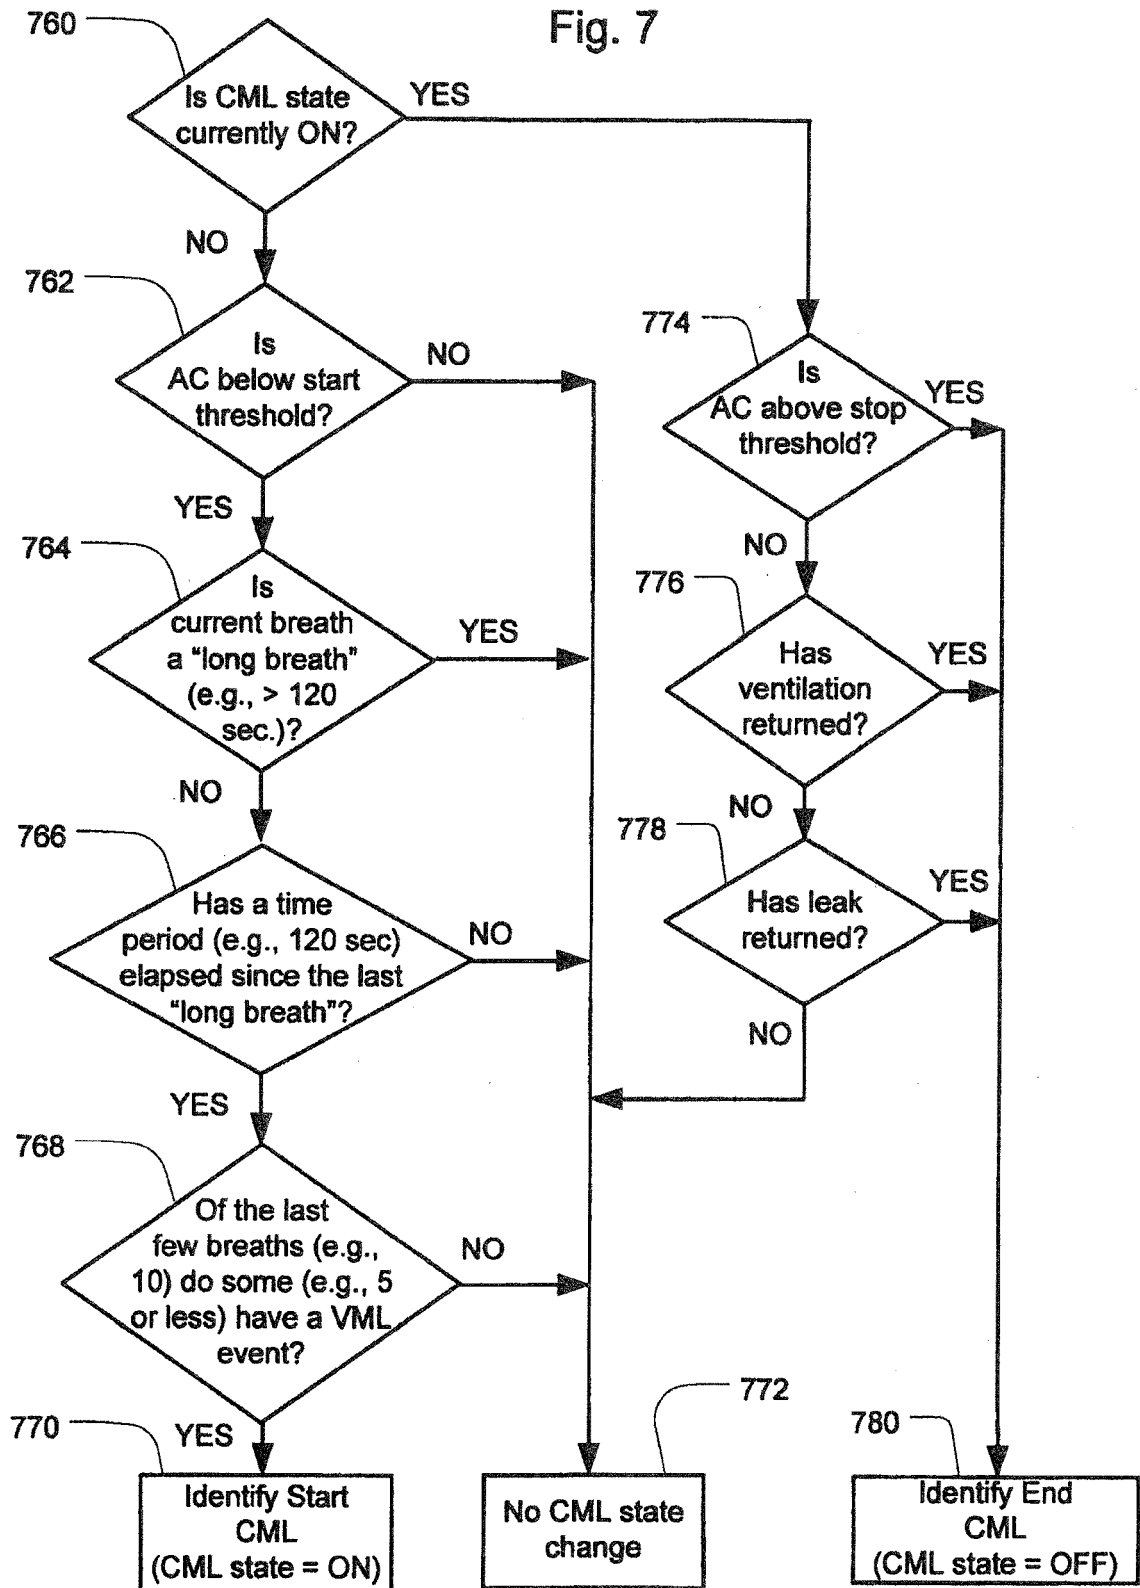 Fig. 7
760
Is CML state
currently ON?
YES
NO
762
Is
AC below start
threshold?
NO
YES
774
Is
AC above stop
threshold?
YES
NO
764
Is
current breath
a “long breath”
(e.g., > 120
sec.)?
YES
NO
776
Has
ventilation
returned?
YES
NO
766
Has a time
period (e.g., 120 sec)
elapsed since the last
“long breath”?
NO
YES
778
Has leak
returned?
YES
NO
768
Of the last
few breaths (e.g.,
10) do some (e.g., 5
or less) have a VML
event?
NO
YES
770
Identify Start
CML
(CML state = ON)
772
No CML state
change
780
Identify End
CML
(CML state = OFF)